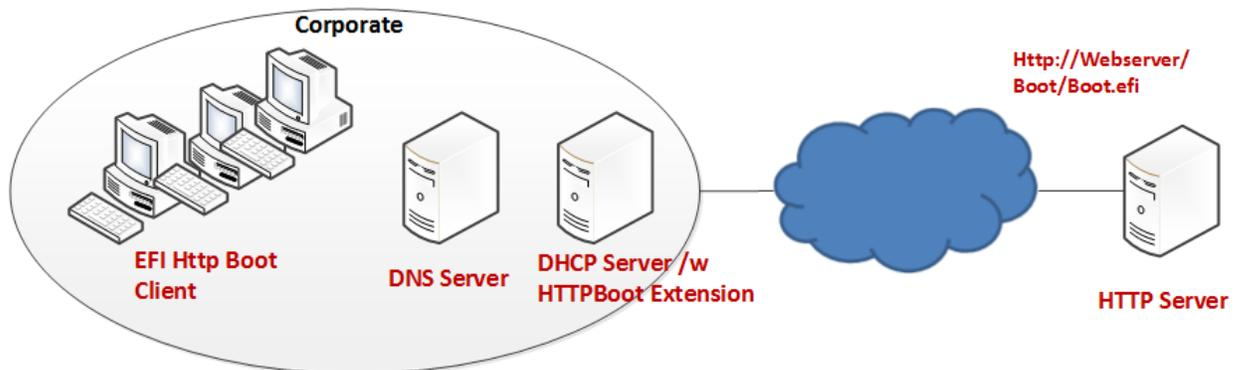 Corporate
Http://Webserver/
Boot/Boot.efi
EFI Http Boot
Client
DNS Server
DHCP Server /w
HTTPBoot Extension
HTTP Server